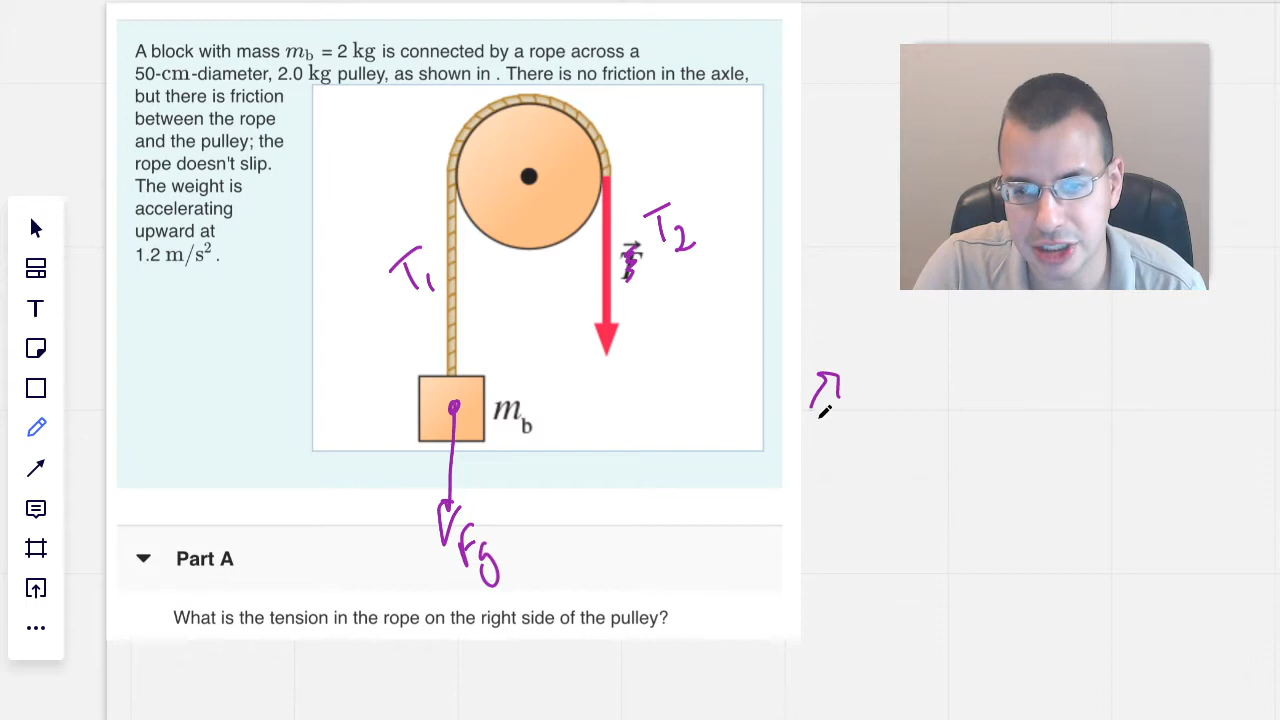 A block with mass m_b = 2 kg is connected by a rope across a
50-cm-diameter, 2.0 kg pulley, as shown in . There is no friction in the axle,
but there is friction
between the rope
and the pulley; the
rope doesn't slip.
The weight is
accelerating
upward at
1.2 m/s².
T₁
T₂
m_b
Fg
T
Part A
What is the tension in the rope on the right side of the pulley?